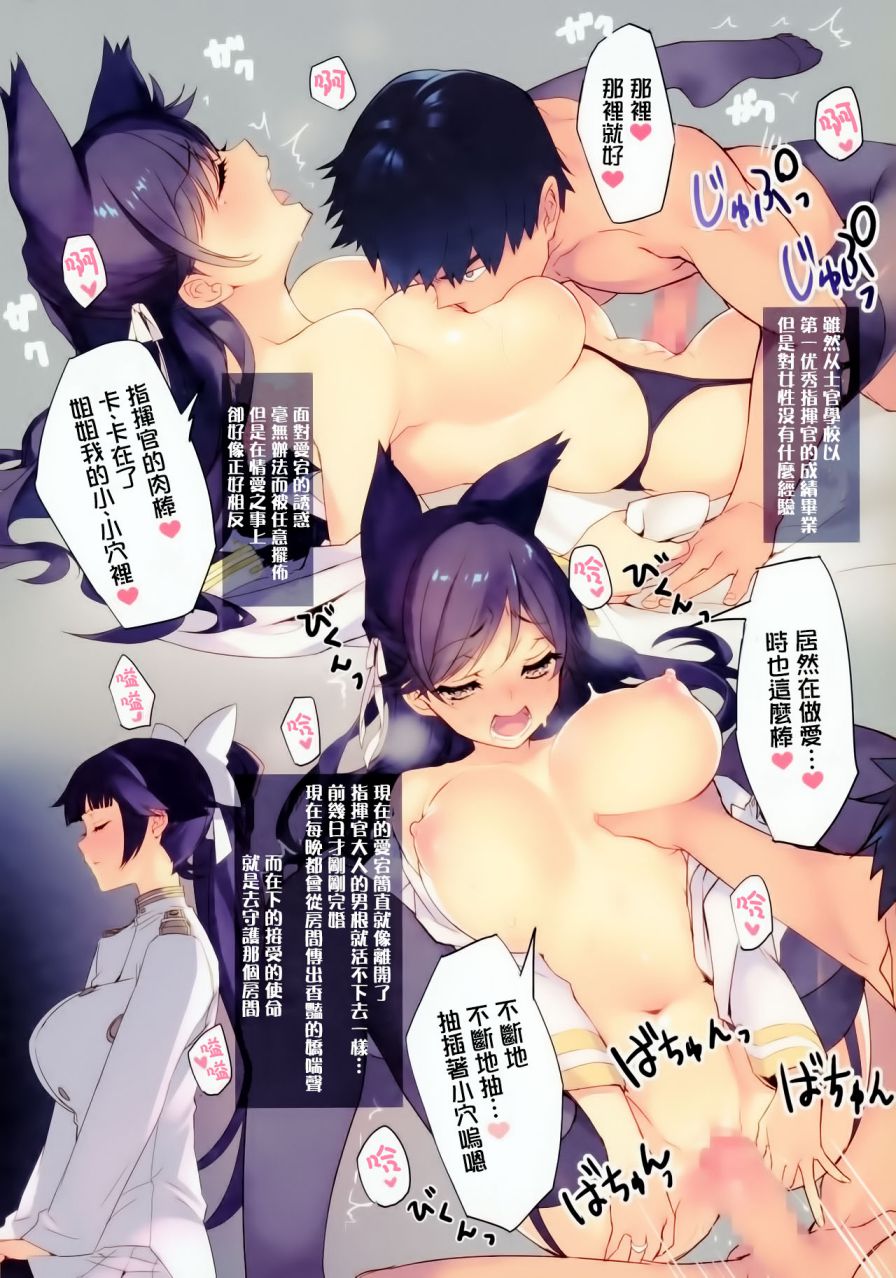 啊
那裡♥
那裡就好♥
啊
じゅぷっ
じゅぷっ
啊
雖然从士官學校以
第一优秀指揮官的成績畢業
但是對女性沒有什麼經驗
面對愛宕的誘惑
毫無辦法而被任意擺佈
但是在情愛之事上
卻好像正好相反
指揮官的肉棒♥
卡、卡在了
姐姐我的小、小穴裡♥
哈
びくんっ
びくんっ
居然在做愛…
時也這麼棒♥
嗌嗌
哈
現在的愛宕簡直就像離開了
指揮官大人的男根就活不下去一樣…
前幾日才剛剛完婚
現在每晚都會從房間傳出香豔的嬌喘聲
而在下的接受的使命
就是去守護那個房間
哈
不斷地
不斷地抽…♥
抽插著小穴嗚嗯
嗌嗌
哈
ばちゅんっ
ばちゅん
ばちゅんっ
びくんっ